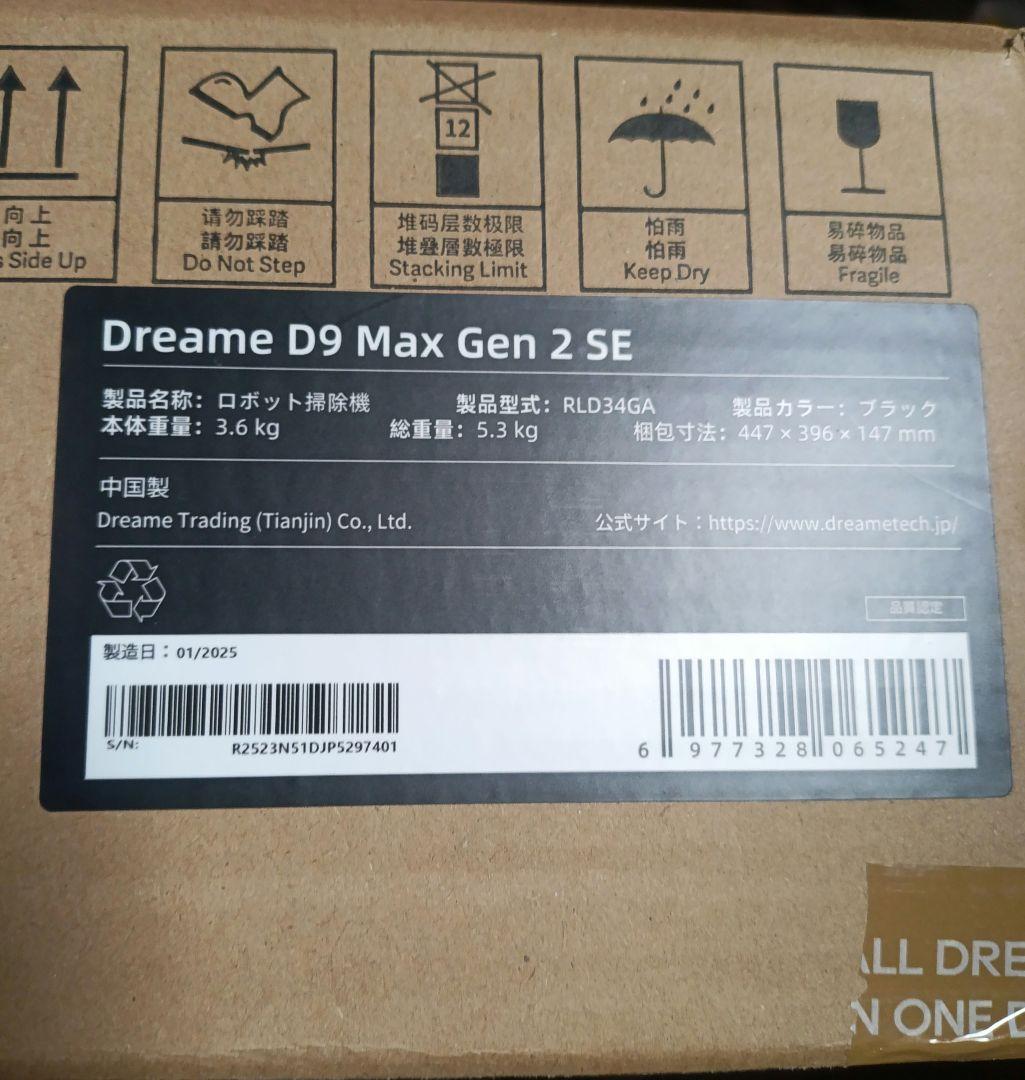 向上
向上
s Side Up
请勿踩踏
請勿踩踏
Do Not Step
12
堆码层数极限
堆疊層數極限
Stacking Limit
怕雨
怕雨
Keep Dry
易碎物品
易碎物品
Fragile
Dreame D9 Max Gen 2 SE
製品名称：ロボット掃除機 製品型式：RLD34GA 製品カラー：ブラック
本体重量：3.6 kg 総重量：5.3 kg 梱包寸法：447 × 396 × 147 mm
中国製
Dreame Trading (Tianjin) Co., Ltd. 公式サイト：https://www.dreametech.jp/
品質認定
製造日：01/2025
S/N: R2523N51DJP5297401
6 977328 065247
ALL DRE
N ONE D